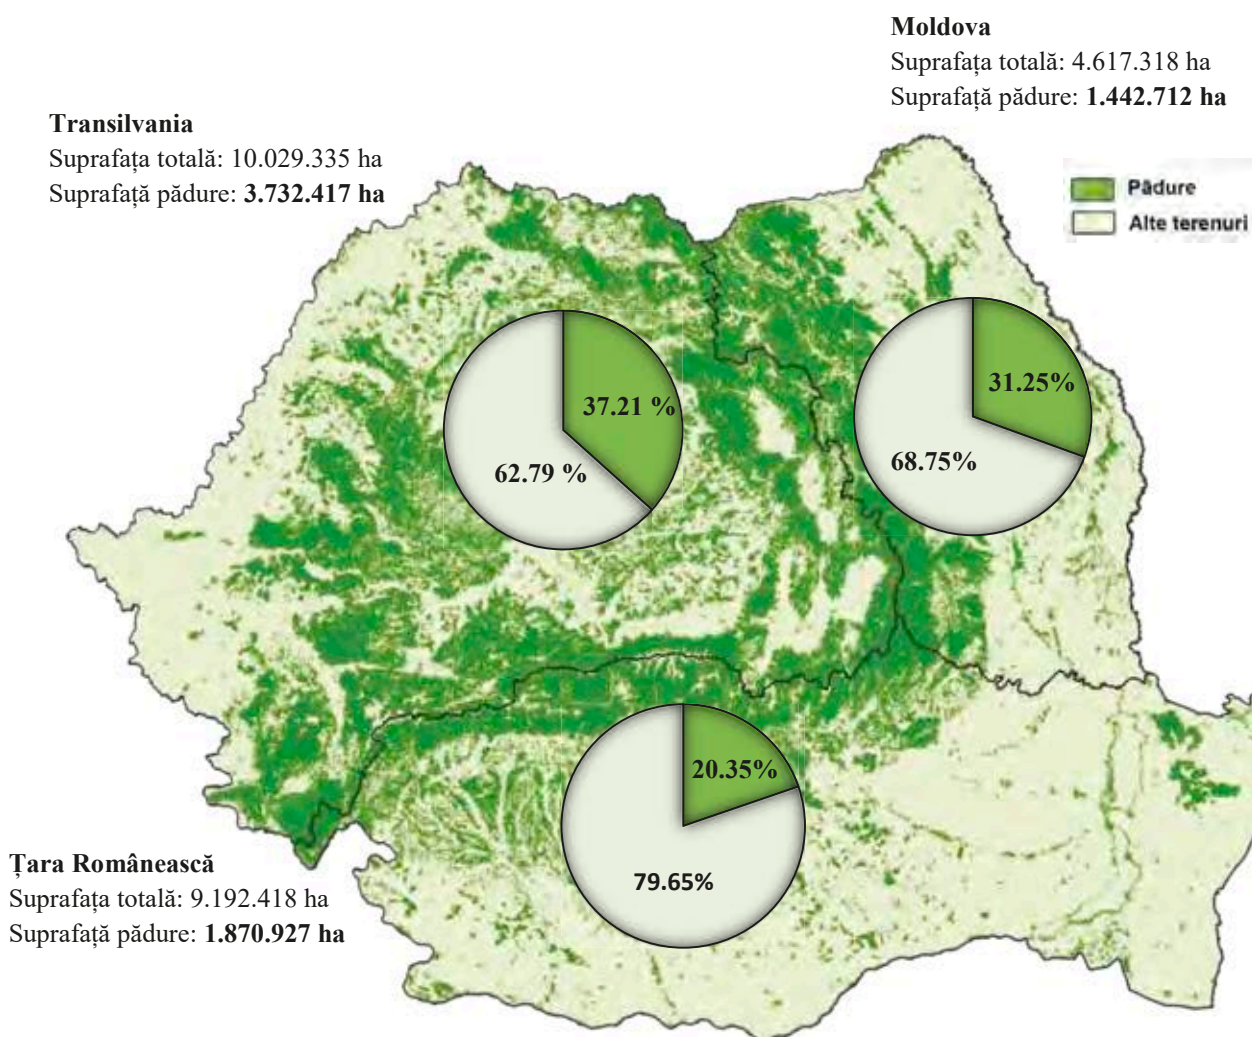 Moldova
Suprafața totală: 4.617.318 ha
Suprafață pădure: 1.442.712 ha
Transilvania
Suprafața totală: 10.029.335 ha
Suprafață pădure: 3.732.417 ha
Pădure
Alte terenuri
37.21 %
62.79 %
31.25%
68.75%
20.35%
79.65%
Țara Românească
Suprafața totală: 9.192.418 ha
Suprafață pădure: 1.870.927 ha